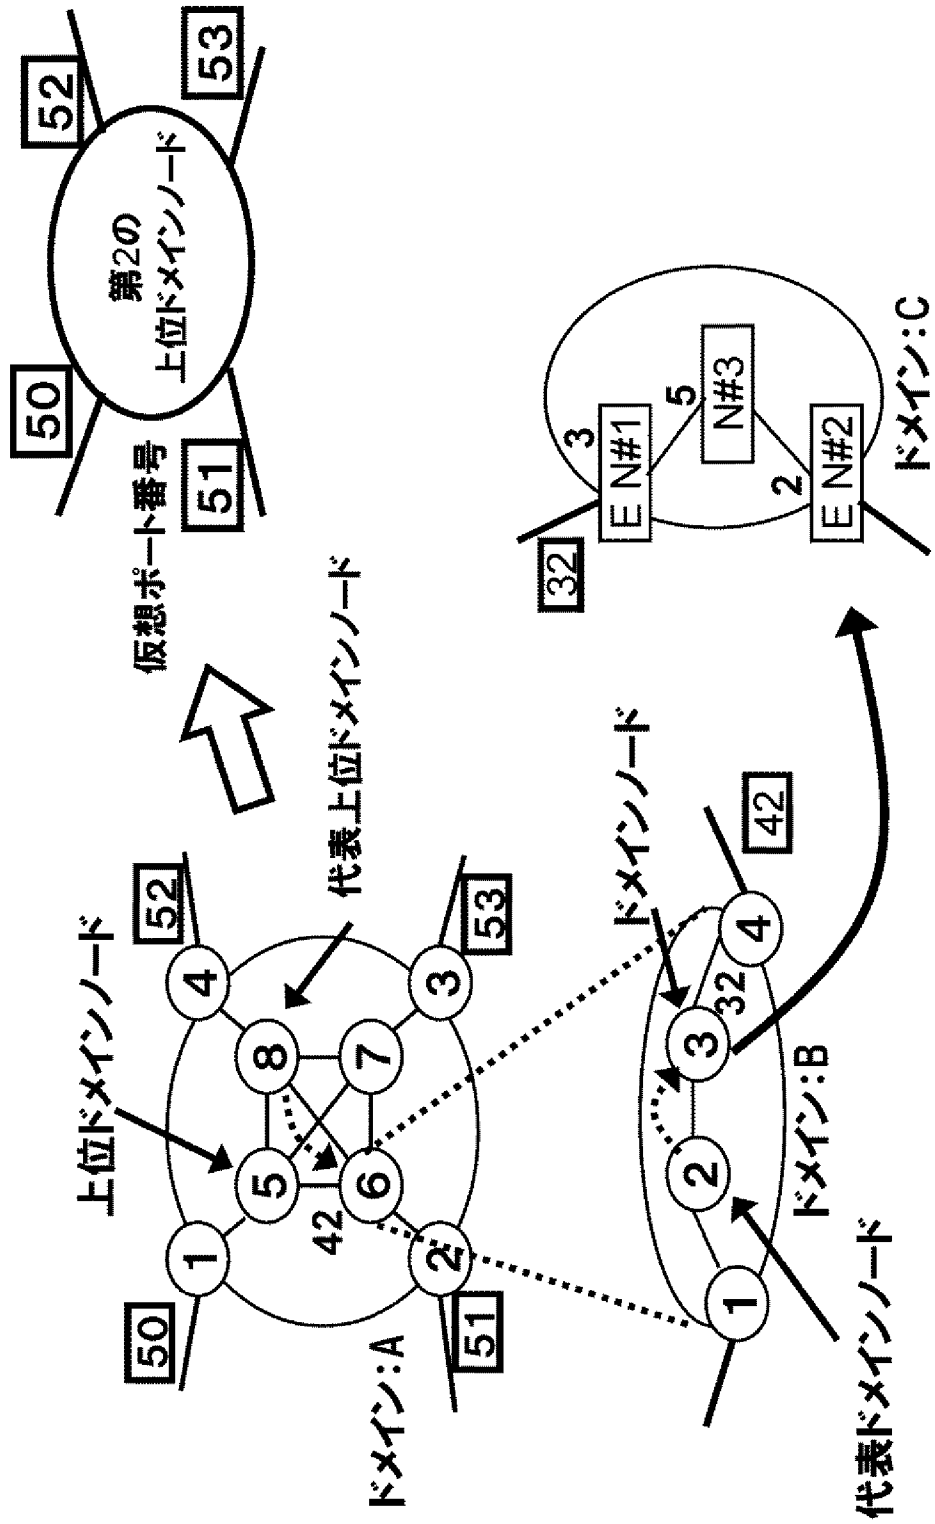 上位ドメインノード
50
52
1
4
5
8
42
6
7
2
3
51
53
ドメイン:A
代表上位ドメインノード
仮想ポート番号
50
52
第2の
上位ドメインノード
51
53
ドメインノード
1
2
3
32
4
42
ドメイン:B
代表ドメインノード
32
3
E N#1
5
N#3
2
E N#2
ドメイン:C